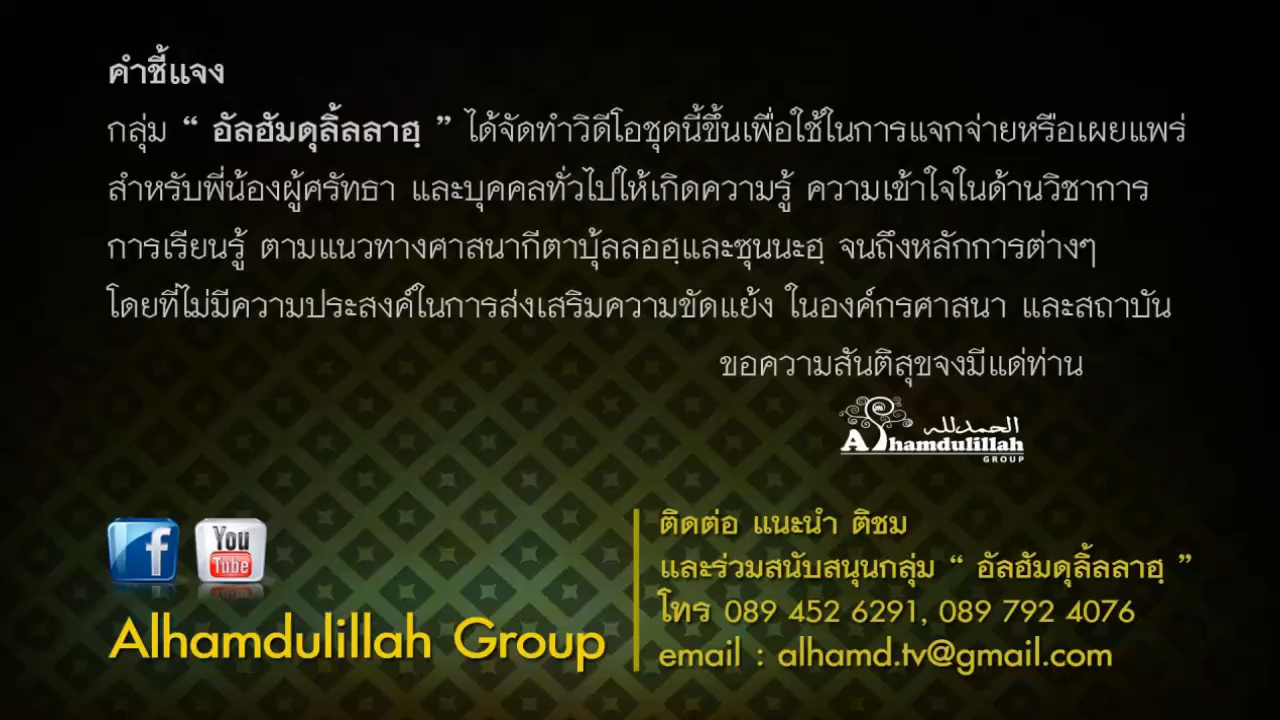 คำชี้แจง
กลุ่ม “ อัลฮัมดุลิ้ลลาฮฺ ” ได้จัดทำวิดีโอชุดนี้ขึ้นเพื่อใช้ในการแจกจ่ายหรือเผยแพร่
สำหรับพี่น้องผู้ศรัทธา และบุคคลทั่วไปให้เกิดความรู้ ความเข้าใจในด้านวิชาการ
การเรียนรู้ ตามแนวทางศาสนากีตาบุ้ลลอฮฺและซุนนะฮฺ จนถึงหลักการต่างๆ
โดยที่ไม่มีความประสงค์ในการส่งเสริมความขัดแย้ง ในองค์กรศาสนา และสถาบัน
ขอความสันติสุขจงมีแด่ท่าน
الحمدلله
Alhamdulillah
GROUP
f
You
Tube
Alhamdulillah Group
ติดต่อ แนะนำ ติชม
และร่วมสนับสนุนกลุ่ม “ อัลฮัมดุลิ้ลลาฮฺ ”
โทร 089 452 6291, 089 792 4076
email : alhamd.tv@gmail.com